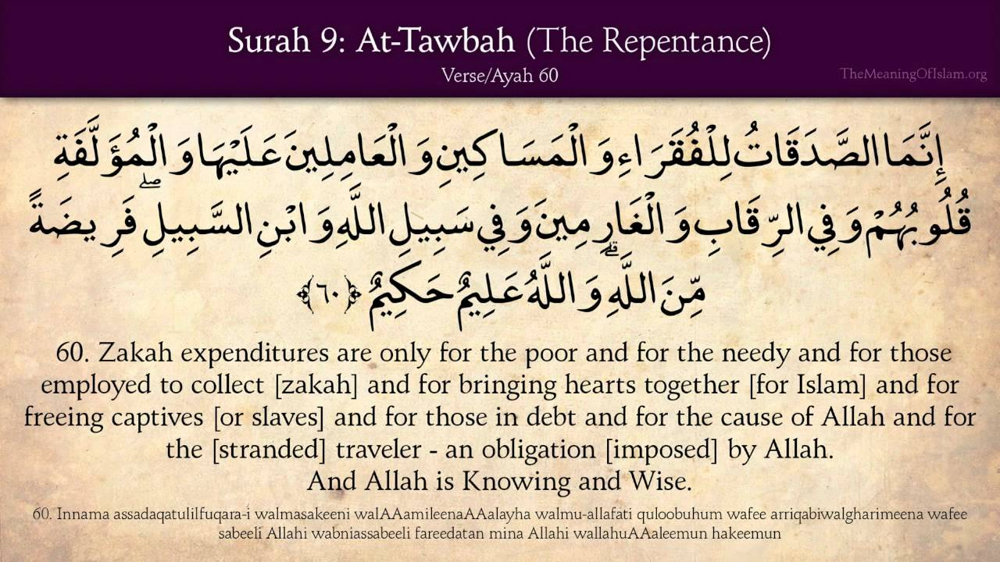 Surah 9: At-Tawbah (The Repentance)
Verse/Ayah 60
TheMeaningOfIslam.org
إِنَّمَا الصَّدَقَاتُ لِلْفُقَرَاءِ وَالْمَسَاكِينِ وَالْعَامِلِينَ عَلَيْهَا وَالْمُؤَلَّفَةِ
قُلُوبُهُمْ وَفِي الرِّقَابِ وَالْغَارِمِينَ وَفِي سَبِيلِ اللَّهِ وَابْنِ السَّبِيلِ ۖ فَرِيضَةً
مِّنَ اللَّهِ ۗ وَاللَّهُ عَلِيمٌ حَكِيمٌ ﴿٦٠﴾
60. Zakah expenditures are only for the poor and for the needy and for those
employed to collect [zakah] and for bringing hearts together [for Islam] and for
freeing captives [or slaves] and for those in debt and for the cause of Allah and for
the [stranded] traveler - an obligation [imposed] by Allah.
And Allah is Knowing and Wise.
60. Innama assadaqatulilfuqara-i walmasakeeni walAAamileenaAAalayha walmu-allafati quloobuhum wafee arriqabiwalgharimeena wafee
sabeeli Allahi wabniassabeeli fareedatan mina Allahi wallahuAAaleemun hakeemun